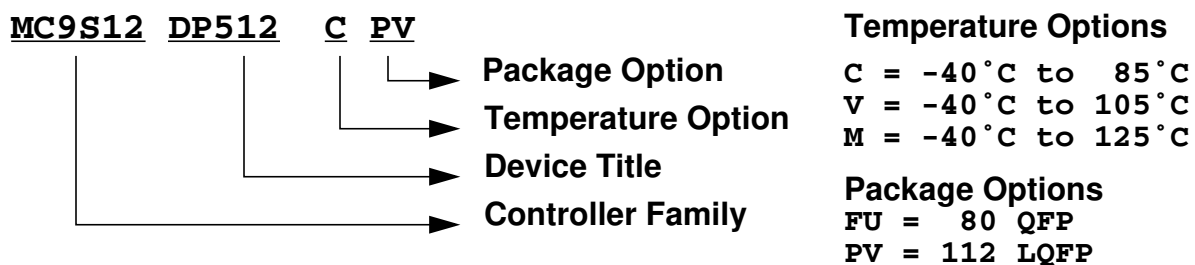 MC9S12 DP512 C PV
Package Option
Temperature Option
Device Title
Controller Family
Temperature Options
C = -40˚C to 85˚C
V = -40˚C to 105˚C
M = -40˚C to 125˚C
Package Options
FU = 80 QFP
PV = 112 LQFP